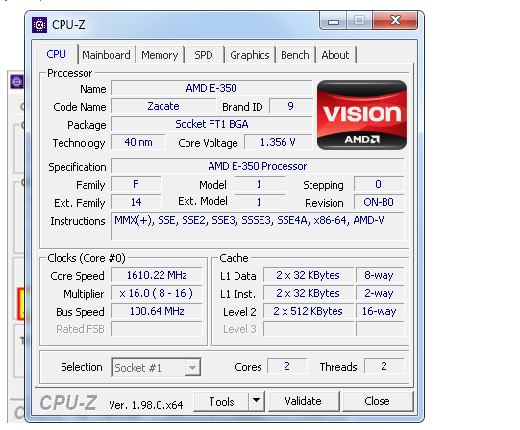 CPU-Z
CPU Mainboard Memory SPD Graphics Bench About
Processor
Name AMD E-350
Code Name Zacate Brand ID 9
Package Socket FT1 BGA
Technology 40 nm Core Voltage 1.356 V
VISION
AMD
Specification AMD E-350 Processor
Family F Model 1 Stepping 0
Ext. Family 14 Ext. Model 1 Revision ON-B0
Instructions MMX(+), SSE, SSE2, SSE3, SSSE3, SSE4A, x86-64, AMD-V
Clocks (Core #0)
Core Speed 1610.22 MHz
Multiplier x 16.0 ( 8 - 16 )
Bus Speed 100.64 MHz
Rated FSB
Cache
L1 Data 2 x 32 KBytes 8-way
L1 Inst. 2 x 32 KBytes 2-way
Level 2 2 x 512 KBytes 16-way
Level 3
Selection Socket #1 Cores 2 Threads 2
CPU-Z Ver. 1.98.0.x64 Tools Validate Close